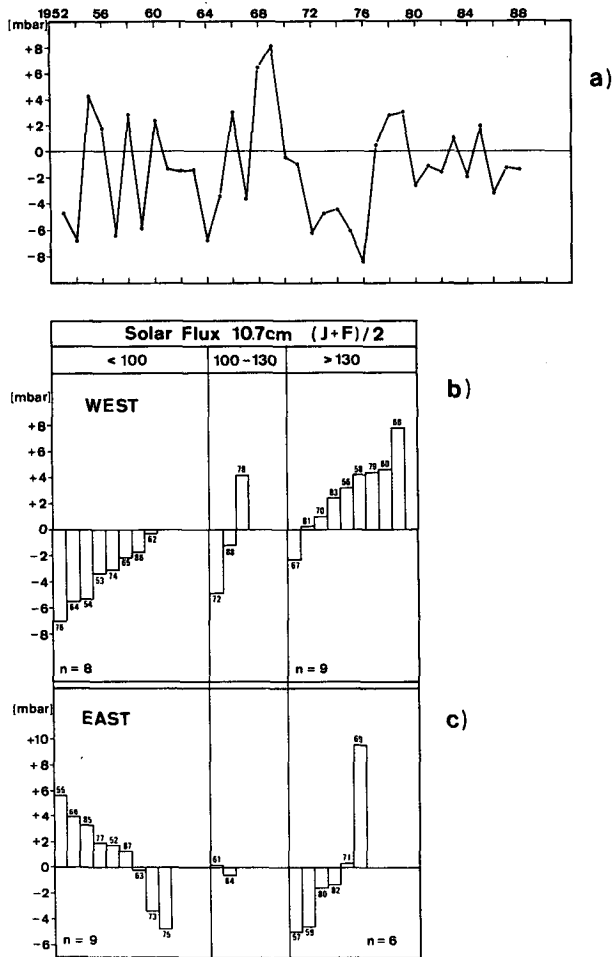 1952 56 60 64 68 72 76 80 84 88
[mbar]
+8
+6
+4
+2
0
-2
-4
-6
-8
a)
Solar Flux 10.7cm (J+F)/2
< 100 100-130 >130
[mbar]
WEST
b)
+8
+6
+4
+2
0
-2
-4
-6
-8
76 64 54 53 74 65 86 62
72 88 78
67 81 70 83 56 58 79 60 68
n = 8 n = 9
[mbar]
EAST
c)
+10
+8
+6
+4
+2
0
-2
-4
-6
55 66 85 77 52 87 63 73 75
61 84
57 59 80 82 71 69
n = 9 n = 6